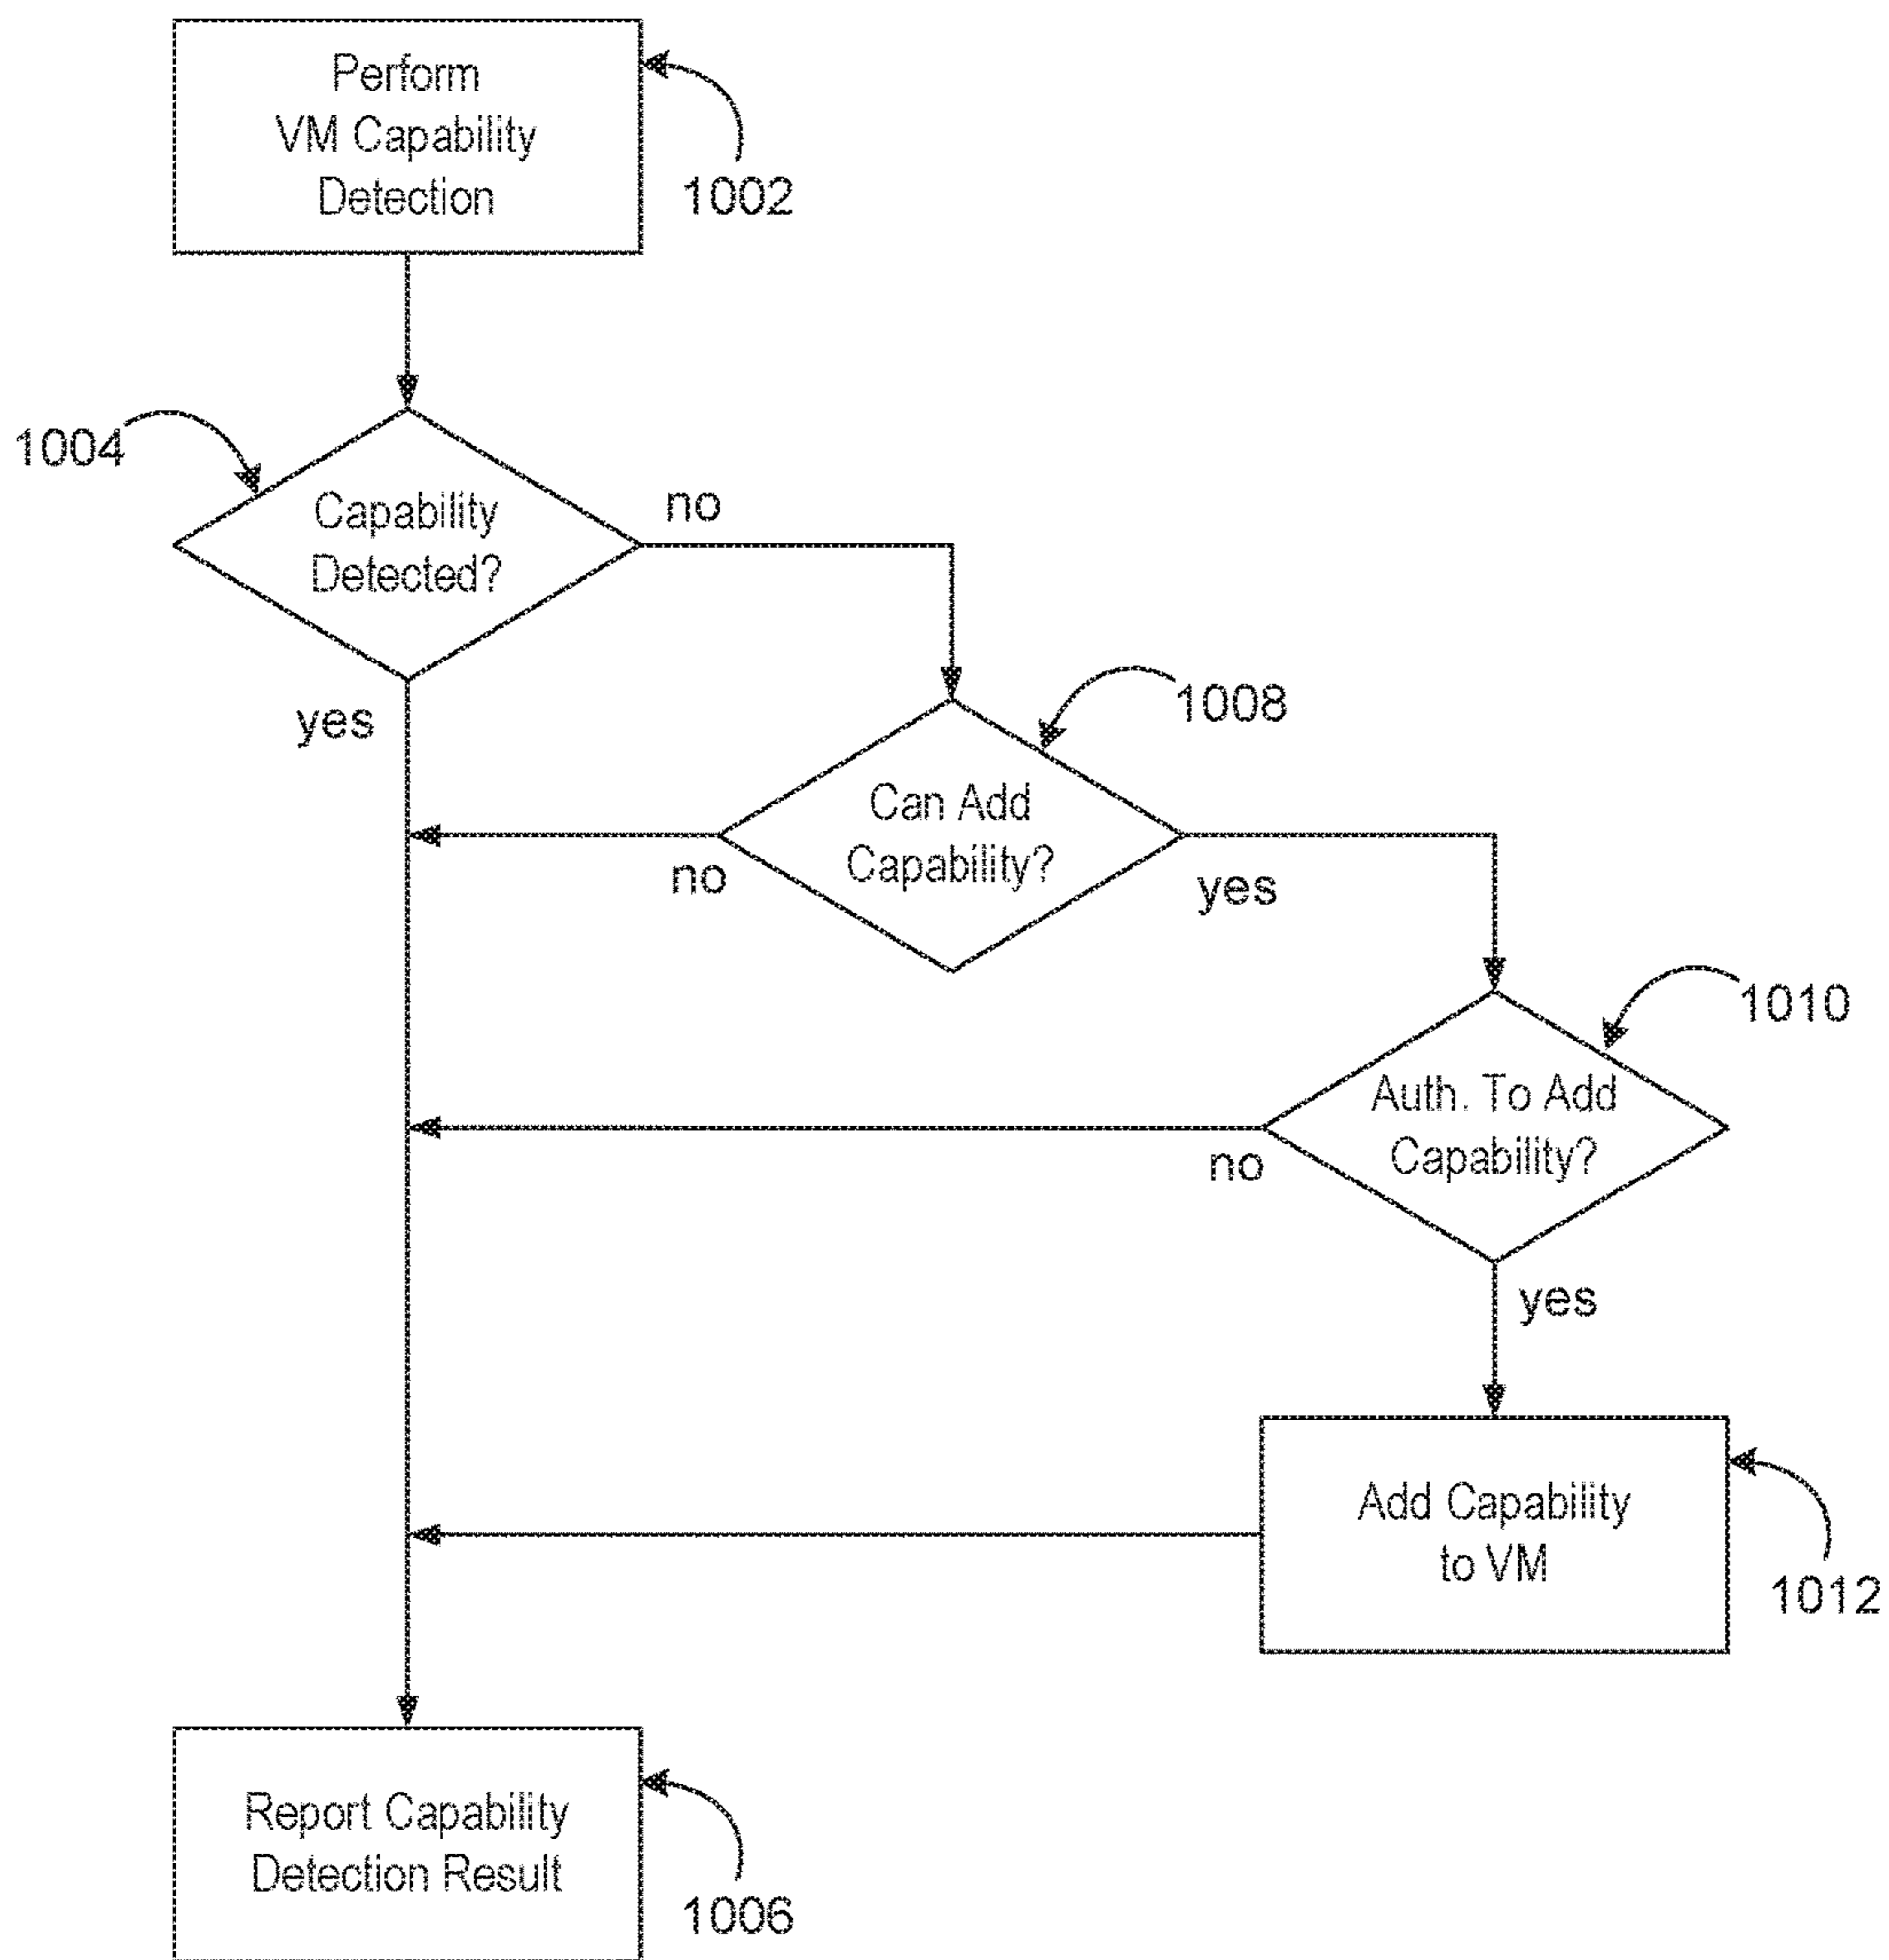 Perform
VM Capability
Detection
1002
1004
Capability
Detected?
no
yes
1008
Can Add
Capability?
no
yes
1010
Auth. To Add
Capability?
no
yes
Add Capability
to VM
1012
Report Capability
Detection Result
1006